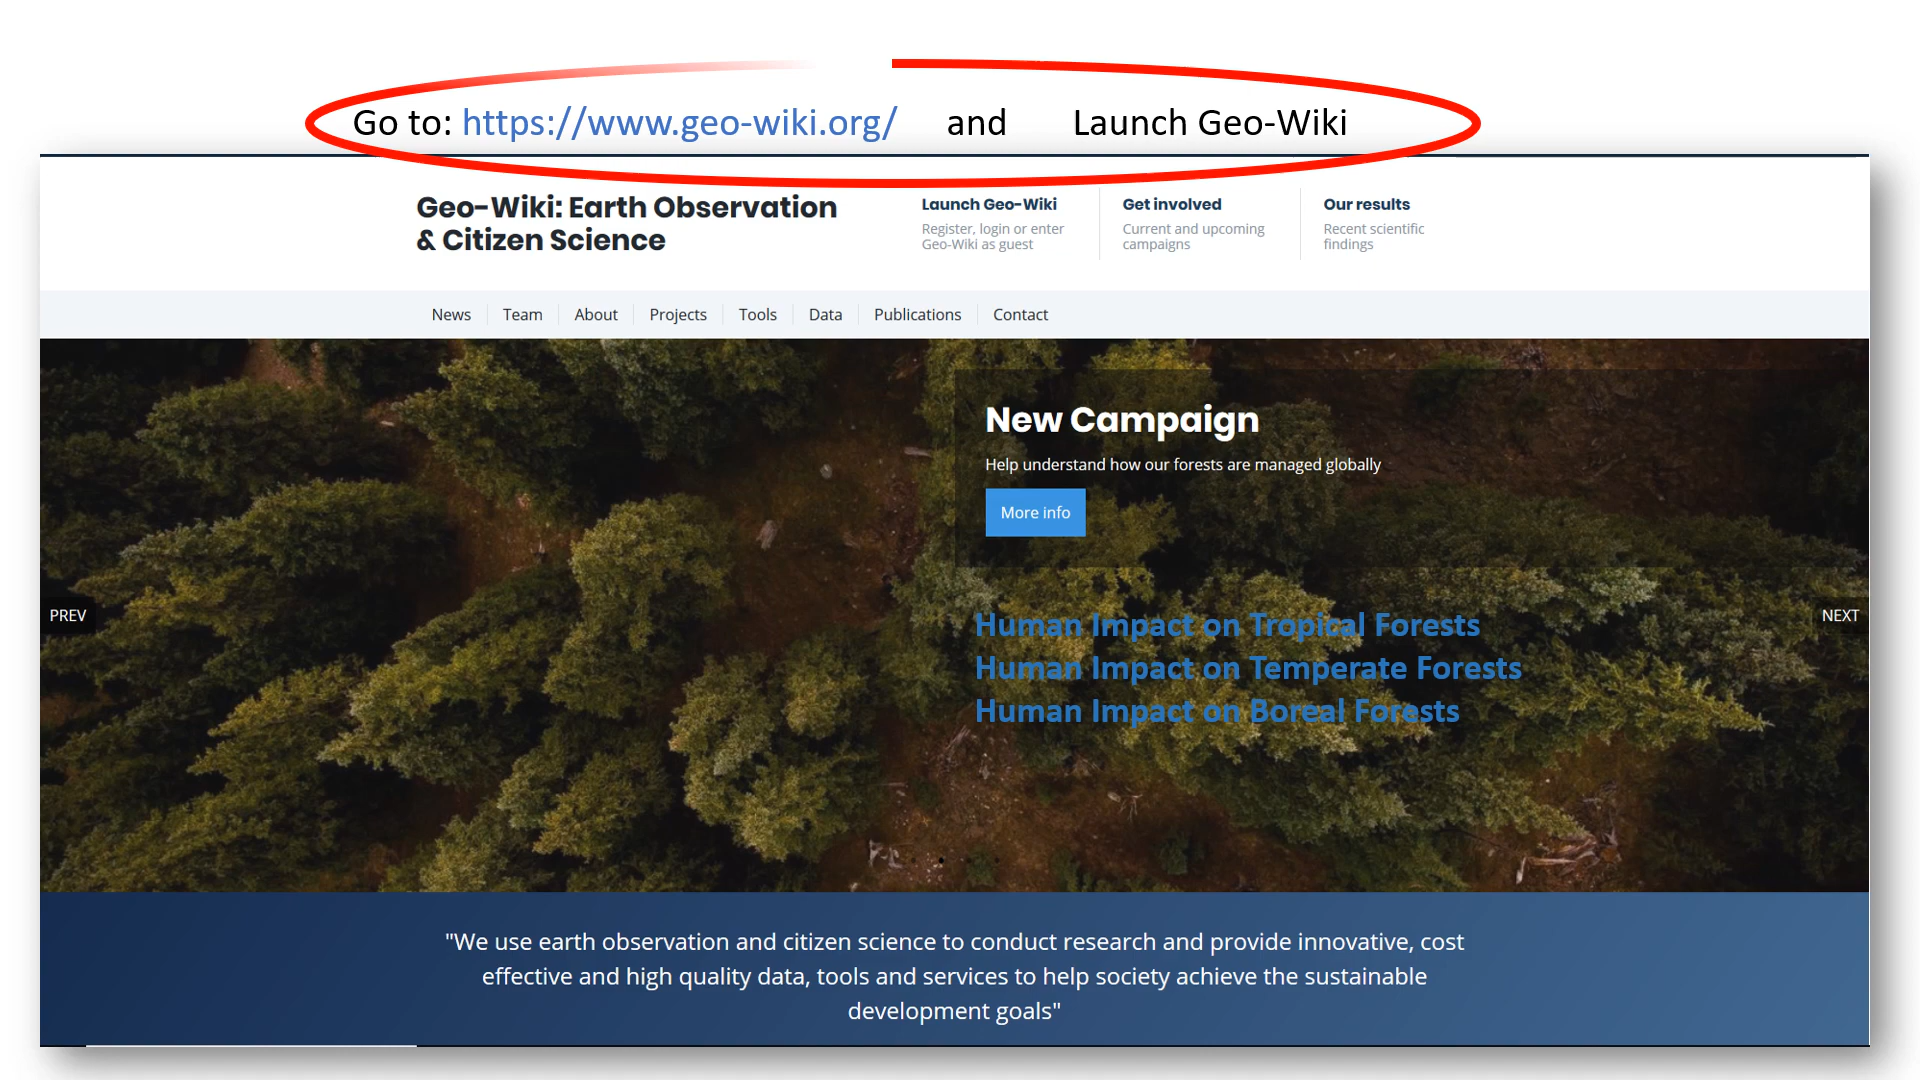 Go to: https://www.geo-wiki.org/ and Launch Geo-Wiki
Geo-Wiki: Earth Observation
& Citizen Science
Launch Geo-Wiki
Register, login or enter
Geo-Wiki as guest
Get involved
Current and upcoming
campaigns
Our results
Recent scientific
findings
News Team About Projects Tools Data Publications Contact
New Campaign
Help understand how our forests are managed globally
More info
PREV
NEXT
Human Impact on Tropical Forests
Human Impact on Temperate Forests
Human Impact on Boreal Forests
"We use earth observation and citizen science to conduct research and provide innovative, cost
effective and high quality data, tools and services to help society achieve the sustainable
development goals"